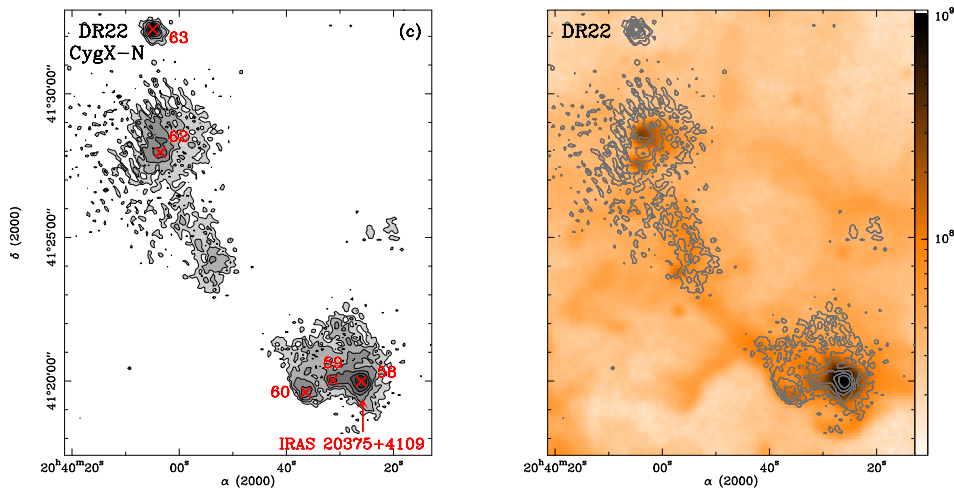 DR22
CygX-N
(c)
63
62
59
58
60
IRAS 20375+4109
41°30'00"
41°25'00"
41°20'00"
δ (2000)
20ʰ40ᵐ20ˢ 00ˢ 40ˢ 20ˢ
α (2000)
DR22
10⁹
10⁸
20ʰ40ᵐ20ˢ 00ˢ 40ˢ 20ˢ
α (2000)